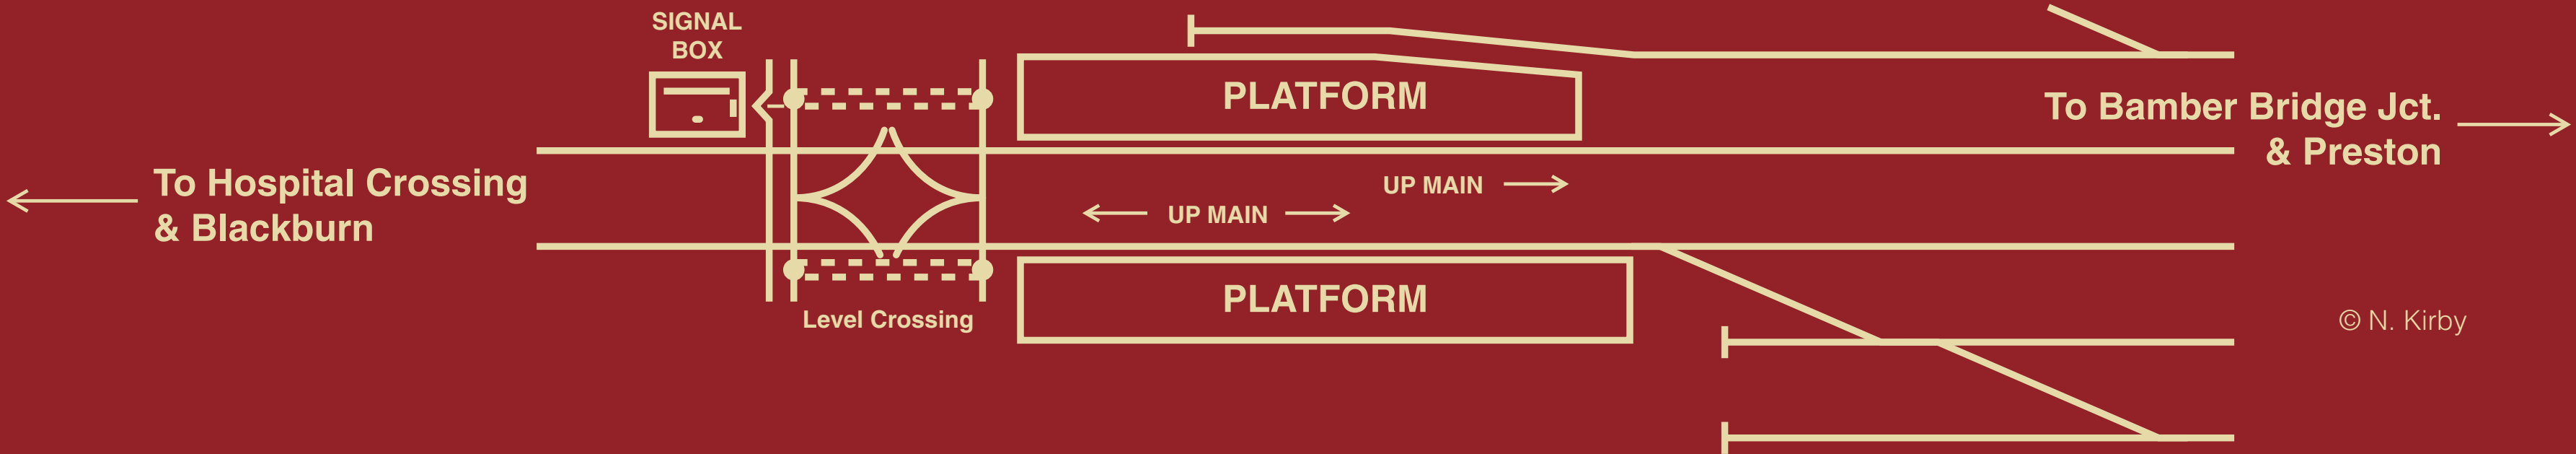 SIGNAL
BOX
PLATFORM
To Bamber Bridge Jct.
& Preston
To Hospital Crossing
& Blackburn
UP MAIN
UP MAIN
PLATFORM
Level Crossing
© N. Kirby